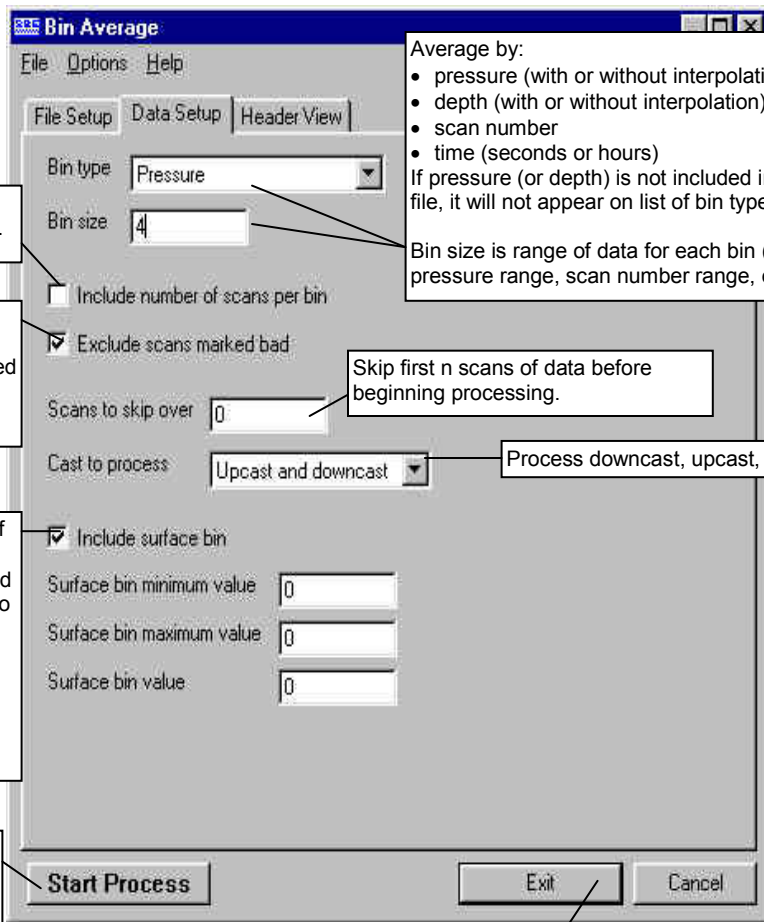 Bin Average
File Options Help
File Setup Data Setup Header View
Average by:
• pressure (with or without
• depth (with or without interpolation)
• scan number
• time (seconds or hours)
If pressure (or depth) is not included
file, it will not appear on list of bin
Bin size is range of data for each bin
pressure range, scan number range,
Bin type Pressure
Bin size 4
Include number of scans per bin
Exclude scans marked bad
Skip first n scans of data before
beginning processing.
Scans to skip over 0
Cast to process Upcast and downcast
Process downcast, upcast,
Include surface bin
Surface bin minimum value 0
Surface bin maximum value 0
Surface bin value 0
Start Process Exit Cancel